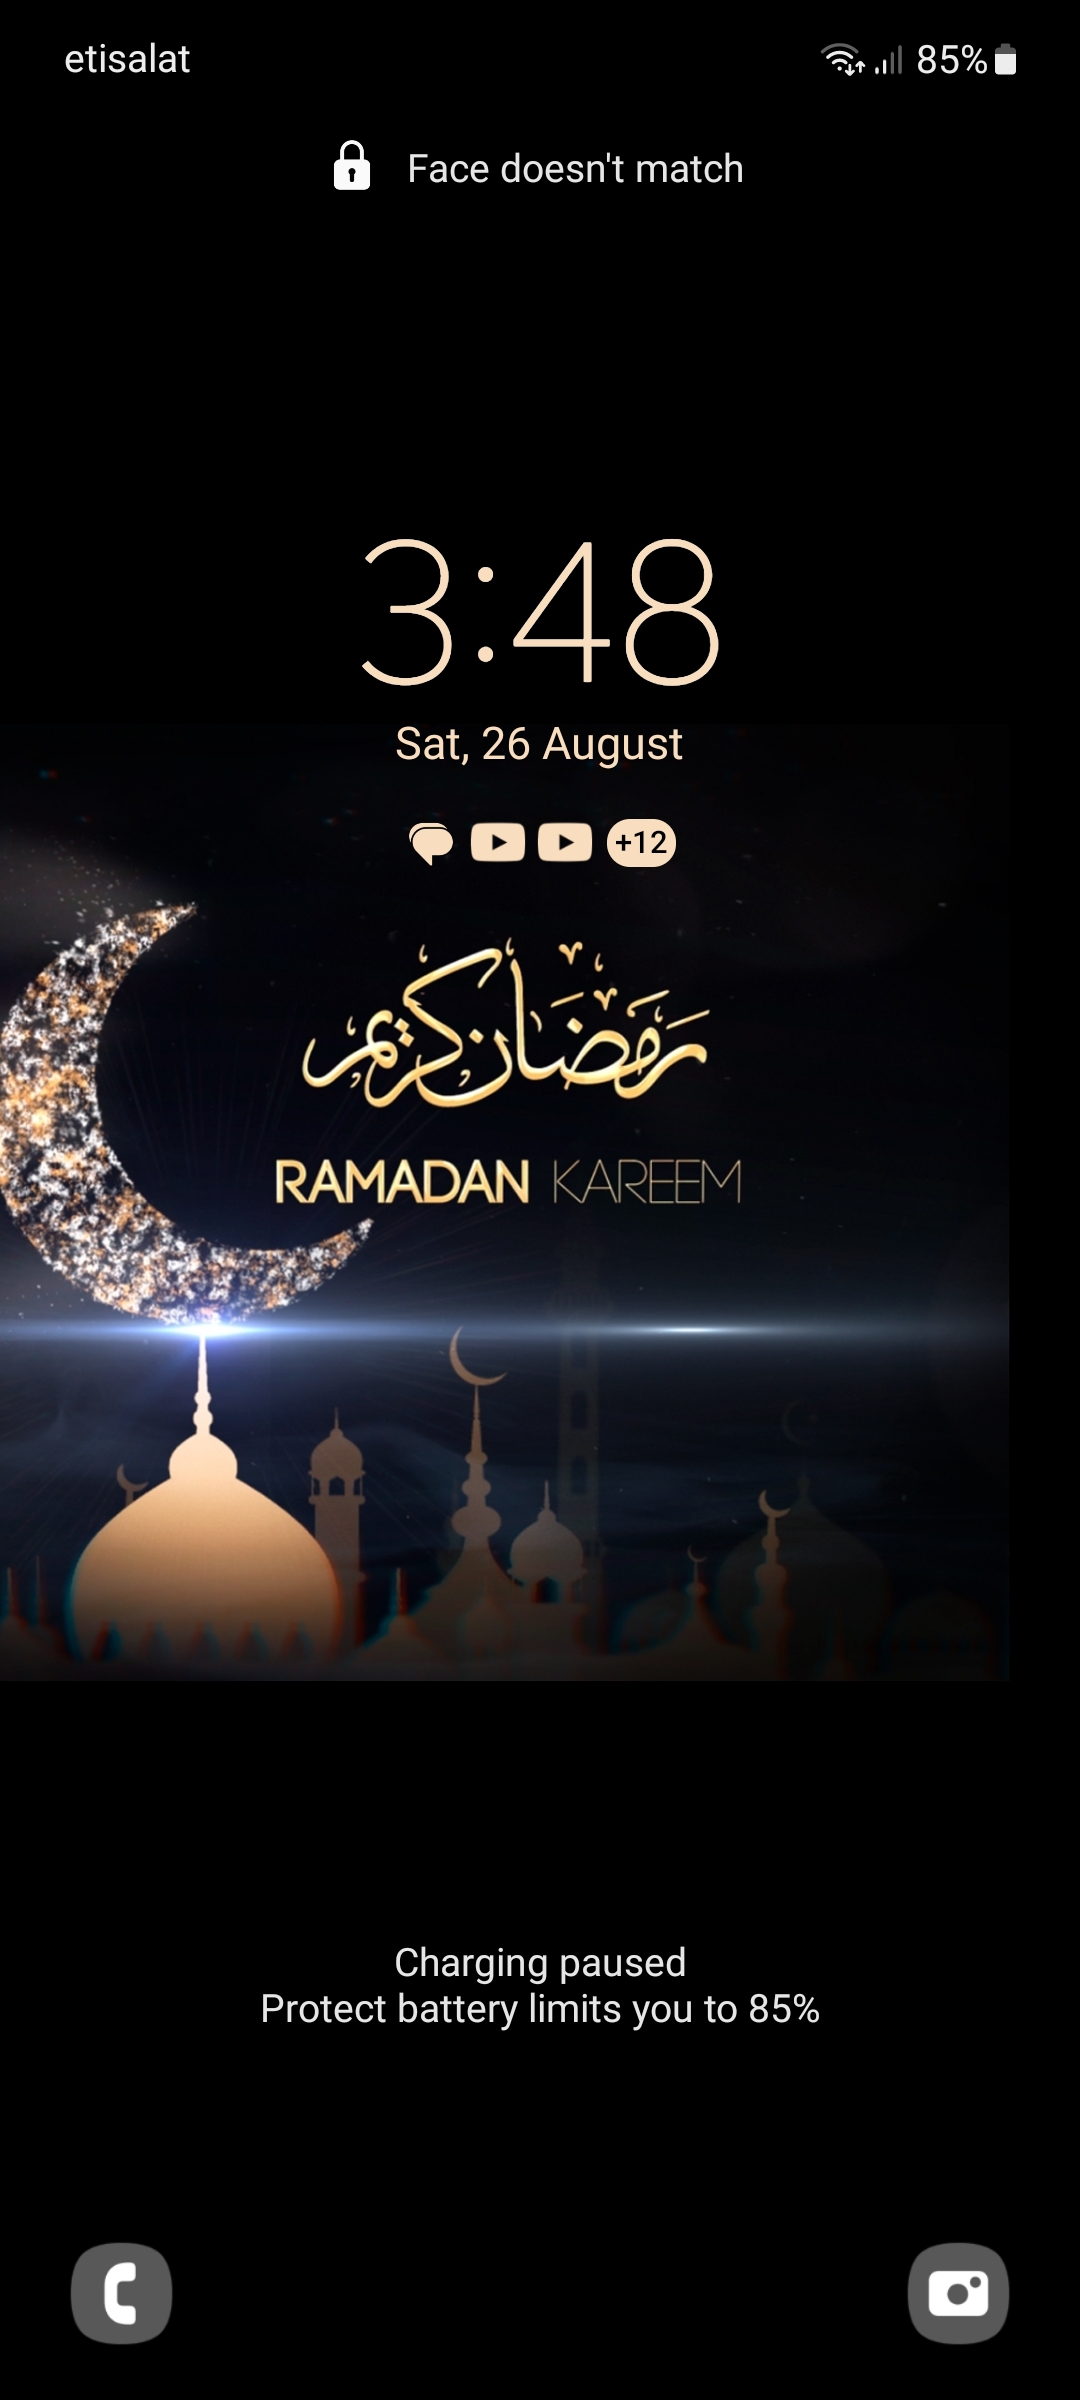 etisalat 85%
Face doesn't match
3:48
Sat, 26 August
+12
رمضان كريم
RAMADAN KAREEM
Charging paused
Protect battery limits you to 85%